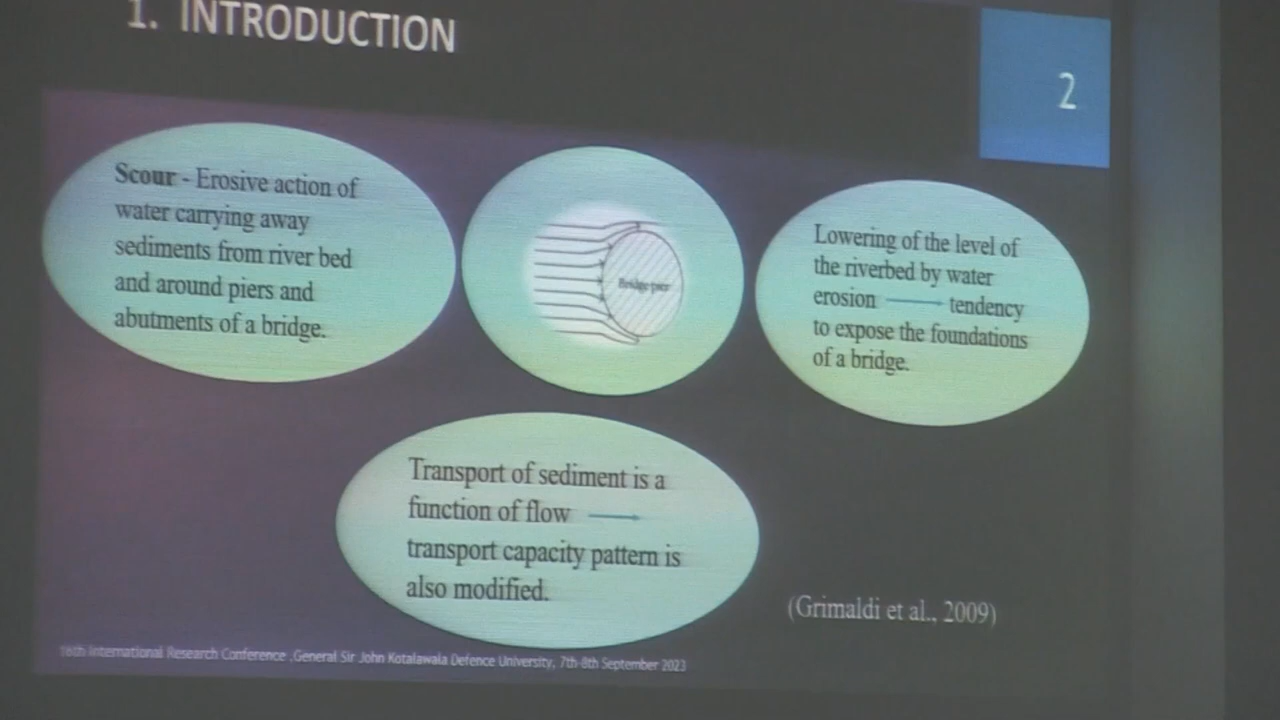 1. INTRODUCTION
2
Scour - Erosive action of
water carrying away
sediments from river bed
and around piers and
abutments of a bridge.
Bridge pier
Lowering of the level of
the riverbed by water
erosion → tendency
to expose the foundations
of a bridge.
Transport of sediment is a
function of flow →
transport capacity pattern is
also modified.
(Grimaldi et al., 2009)
16th International Research Conference ,General Sir John Kotalawala Defence University, 7th-8th September 2023